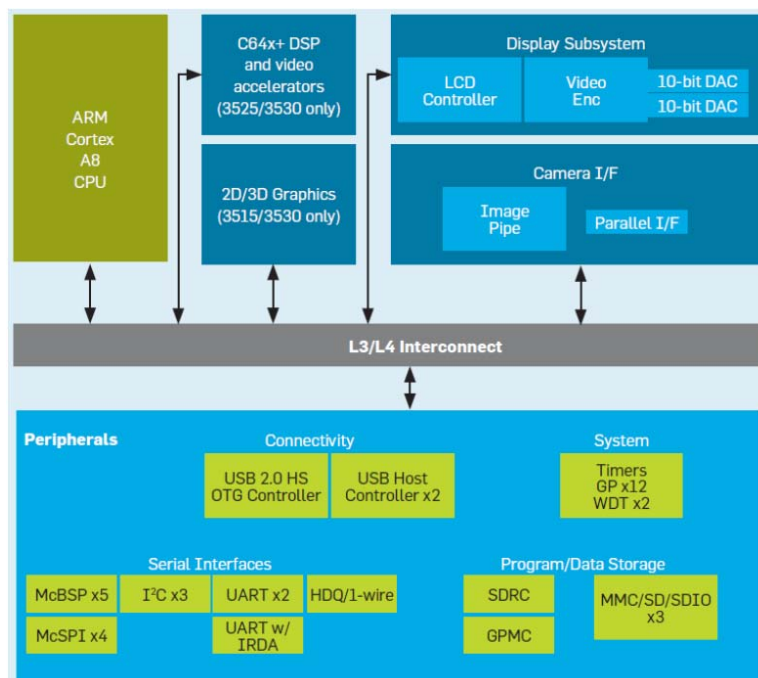 ARM
Cortex
A8
CPU
C64x+ DSP
and video
accelerators
(3525/3530 only)
2D/3D Graphics
(3515/3530 only)
Display Subsystem
LCD
Controller
Video
Enc
10-bit DAC
10-bit DAC
Camera I/F
Image
Pipe
Parallel I/F
L3/L4 Interconnect
Peripherals
Connectivity
USB 2.0 HS
OTG Controller
USB Host
Controller x2
System
Timers
GP x12
WDT x2
Serial Interfaces
McBSP x5
I²C x3
UART x2
HDQ/1-wire
McSPI x4
UART w/
IRDA
Program/Data Storage
SDRC
GPMC
MMC/SD/SDIO
x3